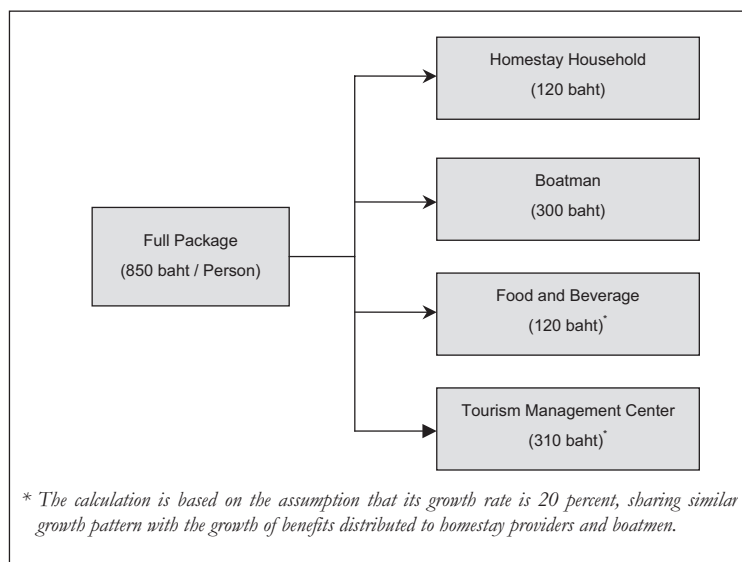 Homestay Household
(120 baht)
Boatman
(300 baht)
Full Package
(850 baht / Person)
Food and Beverage
(120 baht)*
Tourism Management Center
(310 baht)*
* The calculation is based on the assumption that its growth rate is 20 percent, sharing similar
growth pattern with the growth of benefits distributed to homestay providers and boatmen.